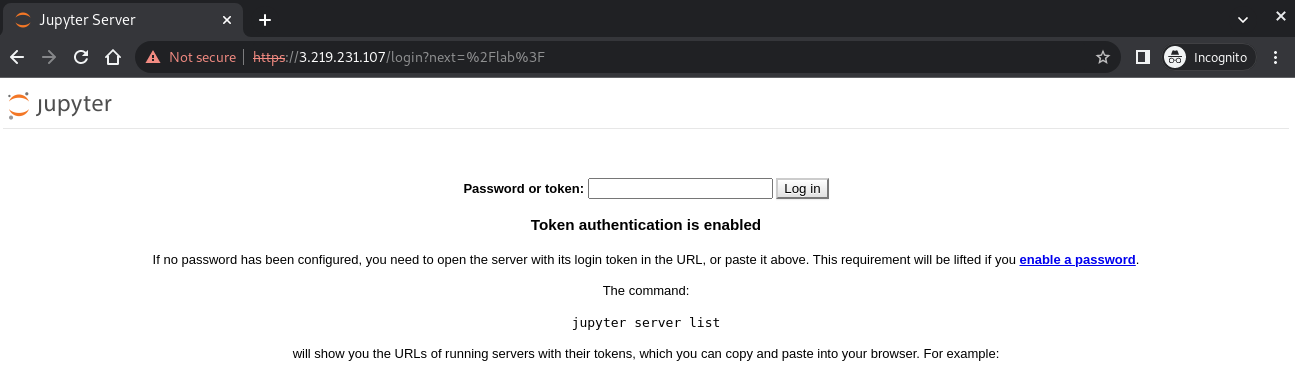 Jupyter Server
Not secure https://3.219.231.107/login?next=%2Flab%3F Incognito
jupyter
Password or token: Log in
Token authentication is enabled
If no password has been configured, you need to open the server with its login token in the URL, or paste it above. This requirement will be lifted if you enable a password.
The command:
jupyter server list
will show you the URLs of running servers with their tokens, which you can copy and paste into your browser. For example: